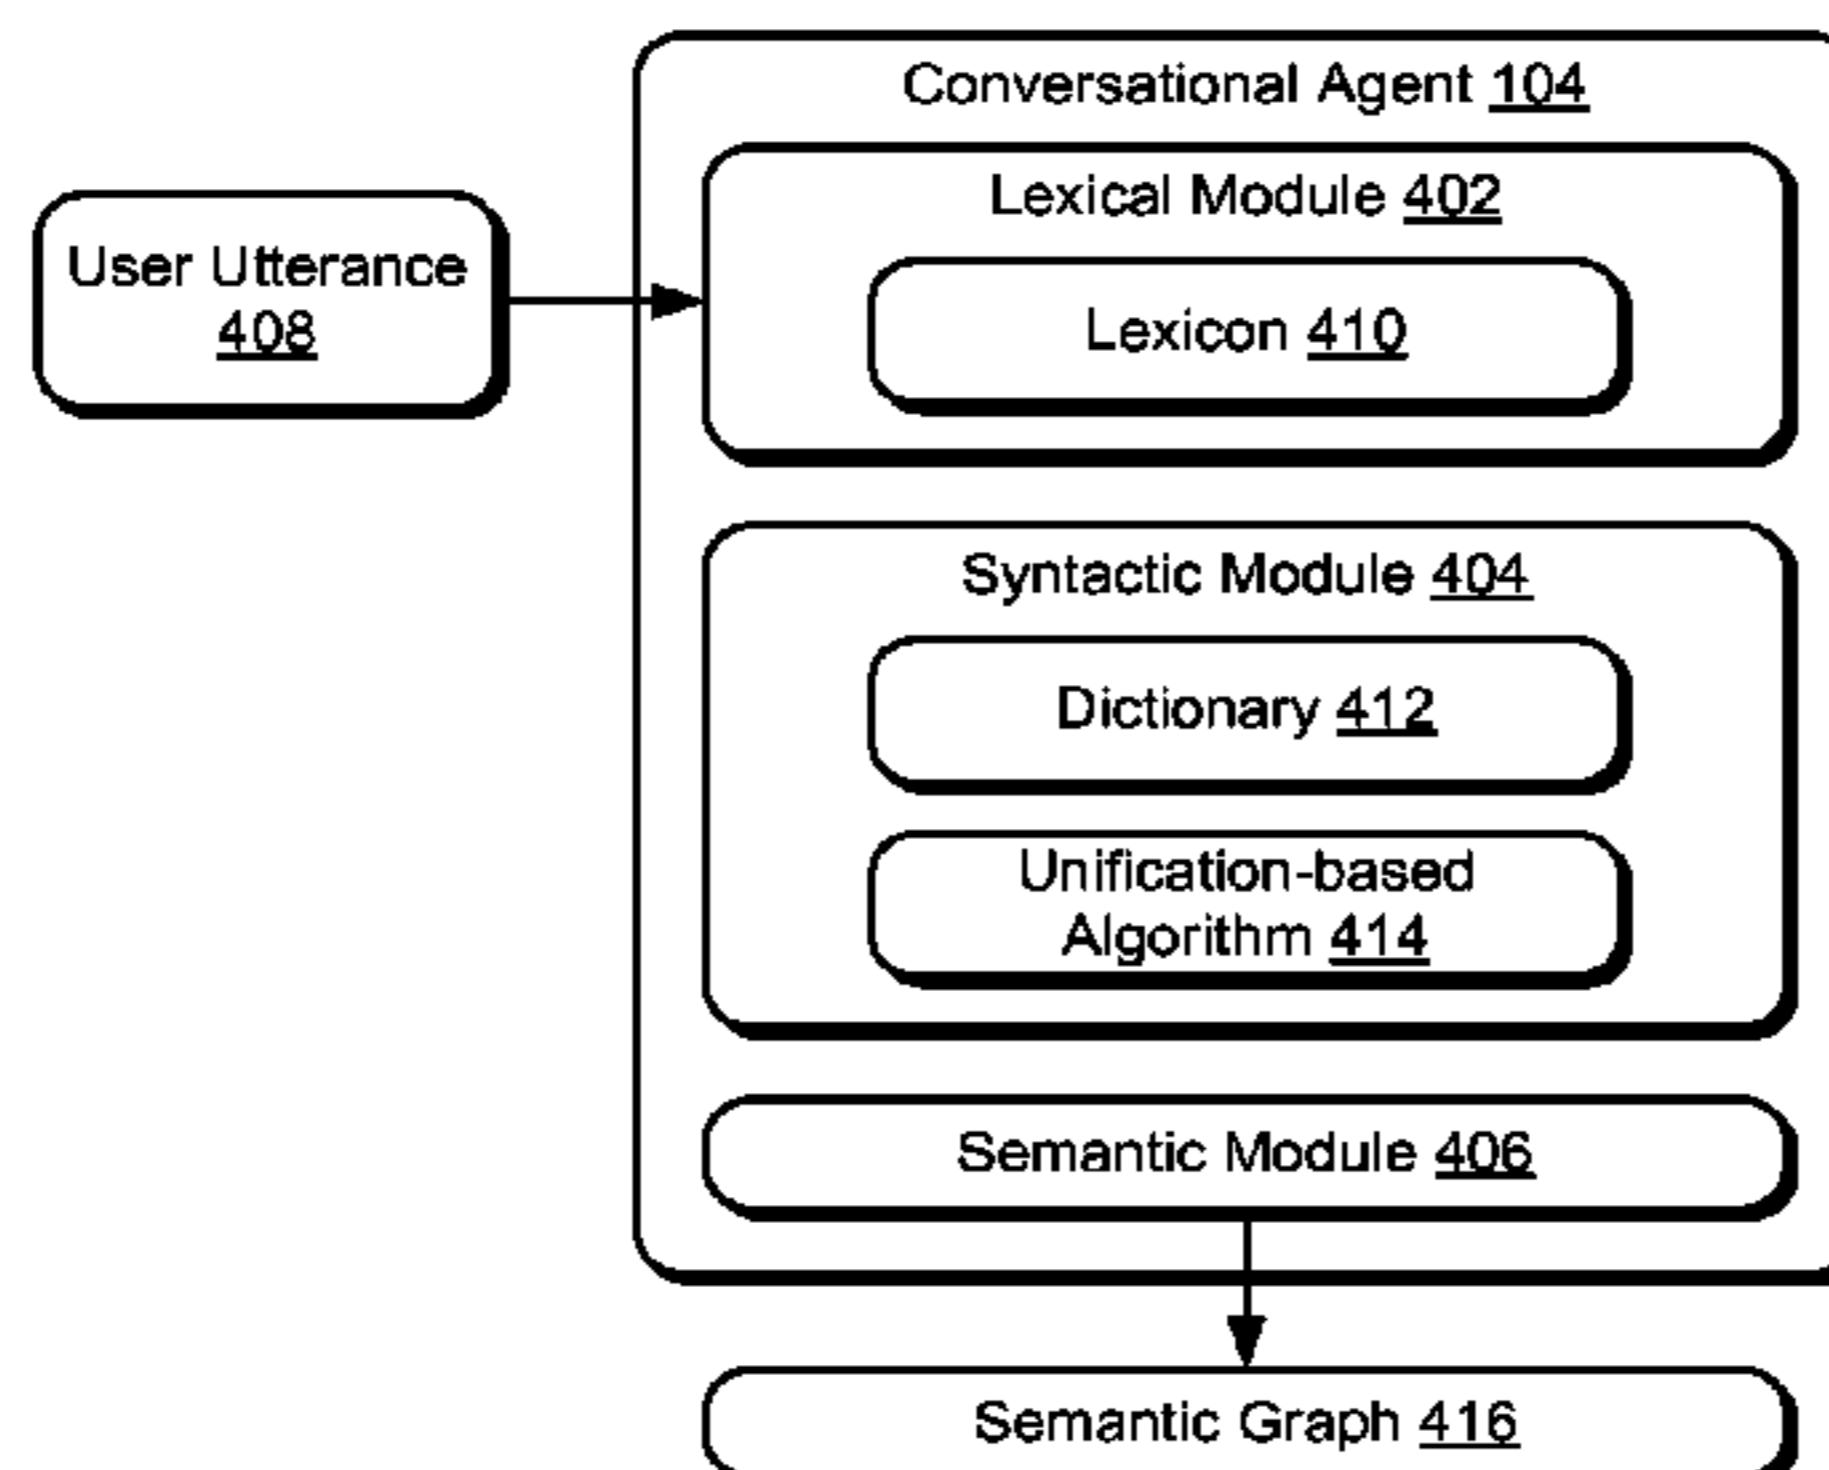 Conversational Agent 104
Lexical Module 402
User Utterance
408
Lexicon 410
Syntactic Module 404
Dictionary 412
Unification-based
Algorithm 414
Semantic Module 406
Semantic Graph 416